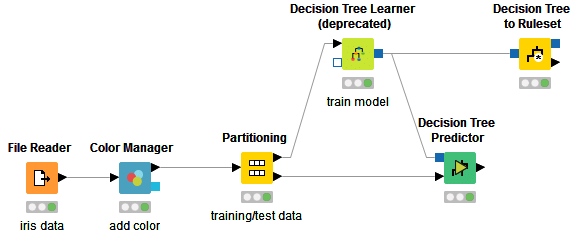 Decision Tree Learner
(deprecated)
train model
Decision Tree
to Ruleset
Decision Tree
Predictor
File Reader
iris data
Color Manager
add color
Partitioning
training/test data